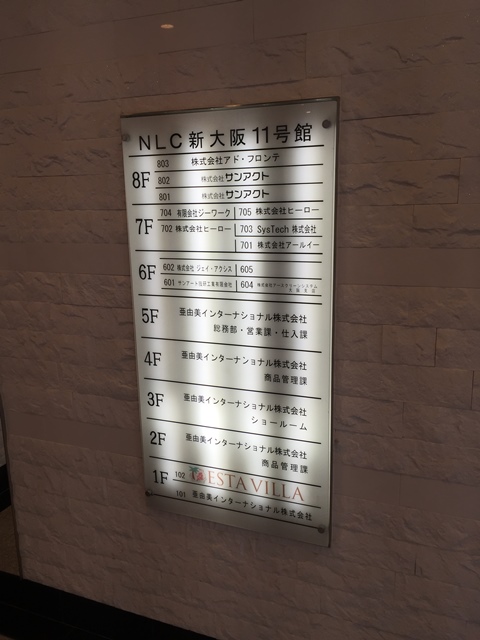 NLC 新大阪 11号館
8F
803 株式会社アド・フロンテ
802 株式会社サンアクト
801 株式会社サンアクト
7F
704 有限会社ジーワーク 705 株式会社ヒーロー
702 株式会社ヒーロー 703 SysTech 株式会社
701 株式会社アールイー
6F
602 株式会社 ジェイ・アクシス 605
601 604
5F 亜由美インターナショナル株式会社
総務部・営業課・仕入課
4F 亜由美インターナショナル株式会社
商品管理課
3F 亜由美インターナショナル株式会社
ショールーム
2F 亜由美インターナショナル株式会社
商品管理課
1F 102 ESTA VILLA
101 亜由美インターナショナル株式会社